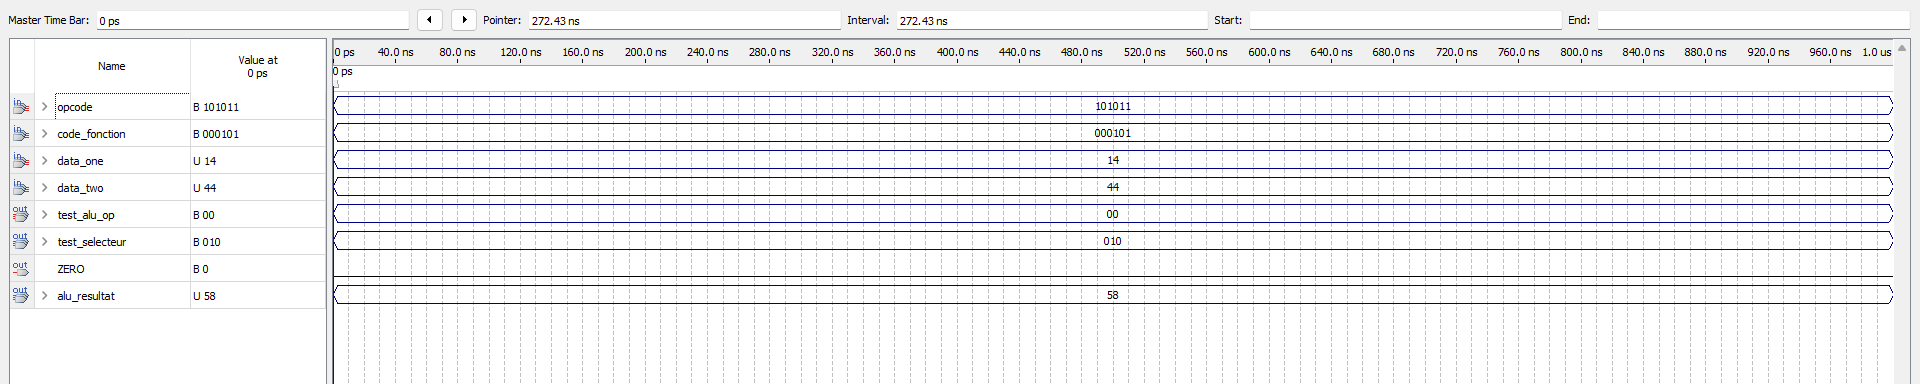 Master Time Bar: 0 ps Pointer: 272.43 ns Interval: 272.43 ns Start: End:
Name Value at 0 ps 0 ps 40.0 ns 80.0 ns 120.0 ns 160.0 ns 200.0 ns 240.0 ns 280.0 ns 320.0 ns 360.0 ns 400.0 ns 440.0 ns 480.0 ns 520.0 ns 560.0 ns 600.0 ns 640.0 ns 680.0 ns 720.0 ns 760.0 ns 800.0 ns 840.0 ns 880.0 ns 920.0 ns 960.0 ns 1.0 us
0 ps
in opcode B 101011 101011
in code_fonction B 000101 000101
in data_one U 14 14
in data_two U 44 44
out test_alu_op B 00 00
out test_selecteur B 010 010
out ZERO B 0
out alu_resultat U 58 58